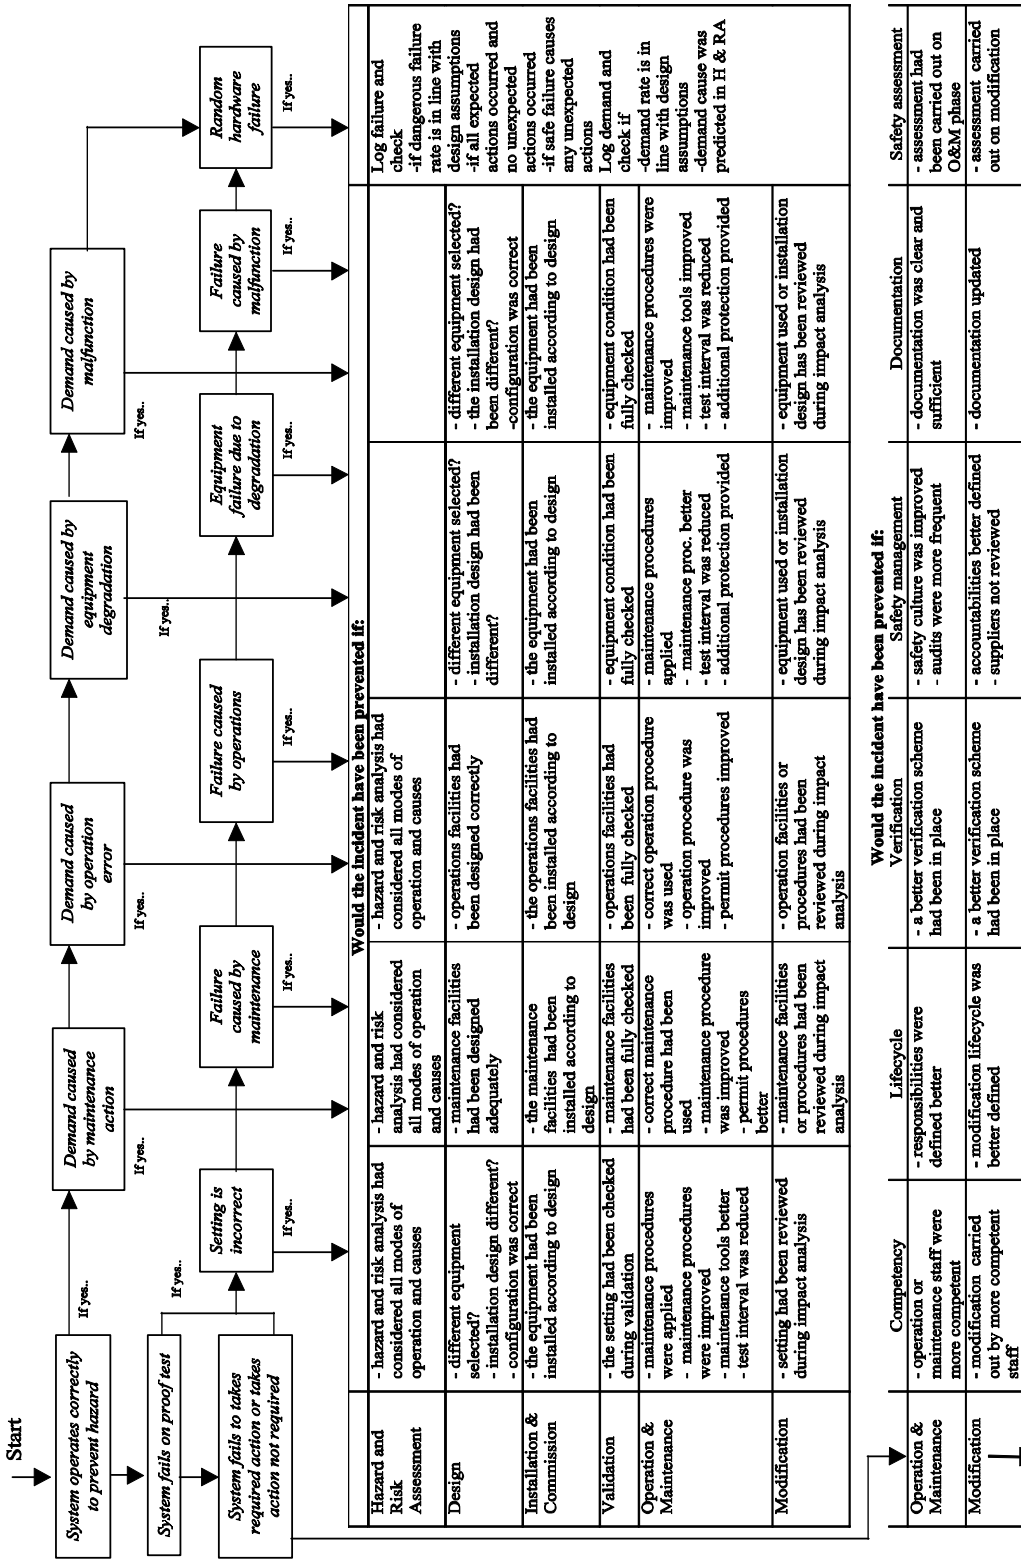 Start
System operates correctly
to prevent hazard
If yes..
Demand caused
by maintenance
action
If yes..
Demand caused
by operation
error
If yes..
Demand caused by
equipment
degradation
If yes..
Demand caused by
malfunction
If yes..
System fails on proof test
If yes..
System fails to takes
required action or takes
action not required
Setting is
incorrect
If yes..
Failure
caused by
maintenance
If yes..
Failure caused
by operations
If yes..
Equipment
failure due to
degradation
If yes..
Failure
caused by
malfunction
If yes..
Random
hardware
failure
If yes..
Would the incident have been prevented if:
Hazard and
Risk
Assessment
- hazard and risk analysis had
considered all modes of
operation and causes
- hazard and risk
analysis had considered
all modes of operation
and causes
- hazard and risk analysis had
considered all modes of
operation and causes
Log failure and
check
-if dangerous failure
rate is in line with
design assumptions
-if all expected
actions occurred and
no unexpected
actions occurred
-if safe failure causes
any unexpected
actions
Log demand and
check if
-demand rate is in
line with design
assumptions
-demand cause was
predicted in H & RA
Design
- different equipment
selected?
- installation design different?
- configuration was correct
- maintenance facilities
had been designed
adequately
- operations facilities had
been designed correctly
- different equipment selected?
- installation design had been
different?
- different equipment selected?
- the installation design had
been different?
-configuration was correct
Installation &
Commission
- the equipment had been
installed according to design
- the maintenance
facilities had been
installed according to
design
- the operations facilities had
been installed according to
design
- the equipment had been
installed according to design
- the equipment had been
installed according to design
Validation
- the setting had been checked
during validation
- maintenance facilities
had been fully checked
- operations facilities had
been fully checked
- equipment condition had been
fully checked
- equipment condition had been
fully checked
Operation &
Maintenance
- maintenance procedures
were applied
- maintenance procedures
were improved
- maintenance tools better
- test interval was reduced
- correct maintenance
procedure had been
used
- maintenance procedure
was improved
- permit procedures
better
- correct operation procedure
was used
- operation procedure was
improved
- permit procedures improved
- maintenance procedures
applied
- maintenance proc. better
- test interval was reduced
- additional protection provided
- maintenance procedures were
improved
- maintenance tools improved
- test interval was reduced
- additional protection provided
Modification
- setting had been reviewed
during impact analysis
- maintenance facilities
or procedures had been
reviewed during impact
analysis
- operation facilities or
procedures had been
reviewed during impact
analysis
- equipment used or installation
design has been reviewed
during impact analysis
- equipment used or installation
design has been reviewed
during impact analysis
Would the incident have been prevented if:
Competency
Lifecycle
Verification
Safety management
Documentation
Safety assessment
Operation &
Maintenance
- operation or
maintenance staff were
more competent
- responsibilities were
defined better
- a better verification scheme
had been in place
- safety culture was improved
- audits were more frequent
- documentation was clear and
sufficient
- assessment had
been carried out on
O&M phase
Modification
- modification carried
out by more competent
staff
- modification lifecycle was
better defined
- a better verification scheme
had been in place
- accountabilities better defined
- suppliers not reviewed
- documentation updated
- assessment carried
out on modification